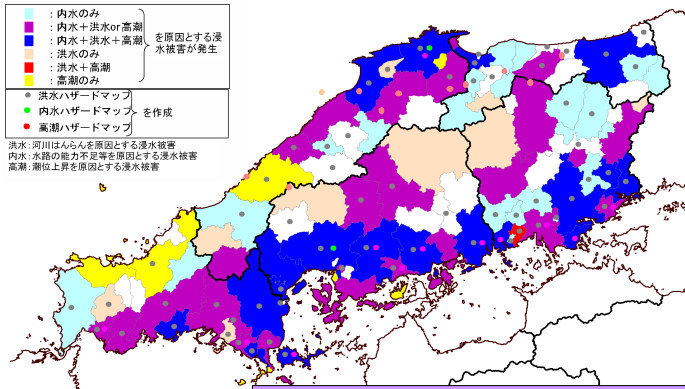 ：内水のみ
：内水＋洪水or高潮
：内水＋洪水＋高潮
：洪水のみ
：洪水＋高潮
：高潮のみ
を原因とする浸
水被害が発生
：洪水ハザードマップ
：内水ハザードマップ
：高潮ハザードマップ
を作成
洪水：河川はんらんを原因とする浸水被害
内水：水路の能力不足等を原因とする浸水被害
高潮：潮位上昇を原因とする浸水被害